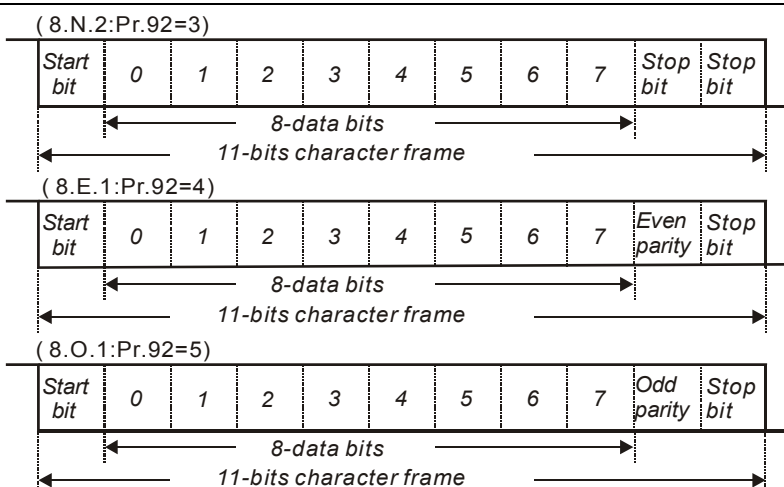 ( 8.N.2:Pr.92=3)
Start bit 0 1 2 3 4 5 6 7 Stop bit Stop bit
8-data bits
11-bits character frame
( 8.E.1:Pr.92=4)
Start bit 0 1 2 3 4 5 6 7 Even parity Stop bit
8-data bits
11-bits character frame
( 8.O.1:Pr.92=5)
Start bit 0 1 2 3 4 5 6 7 Odd parity Stop bit
8-data bits
11-bits character frame